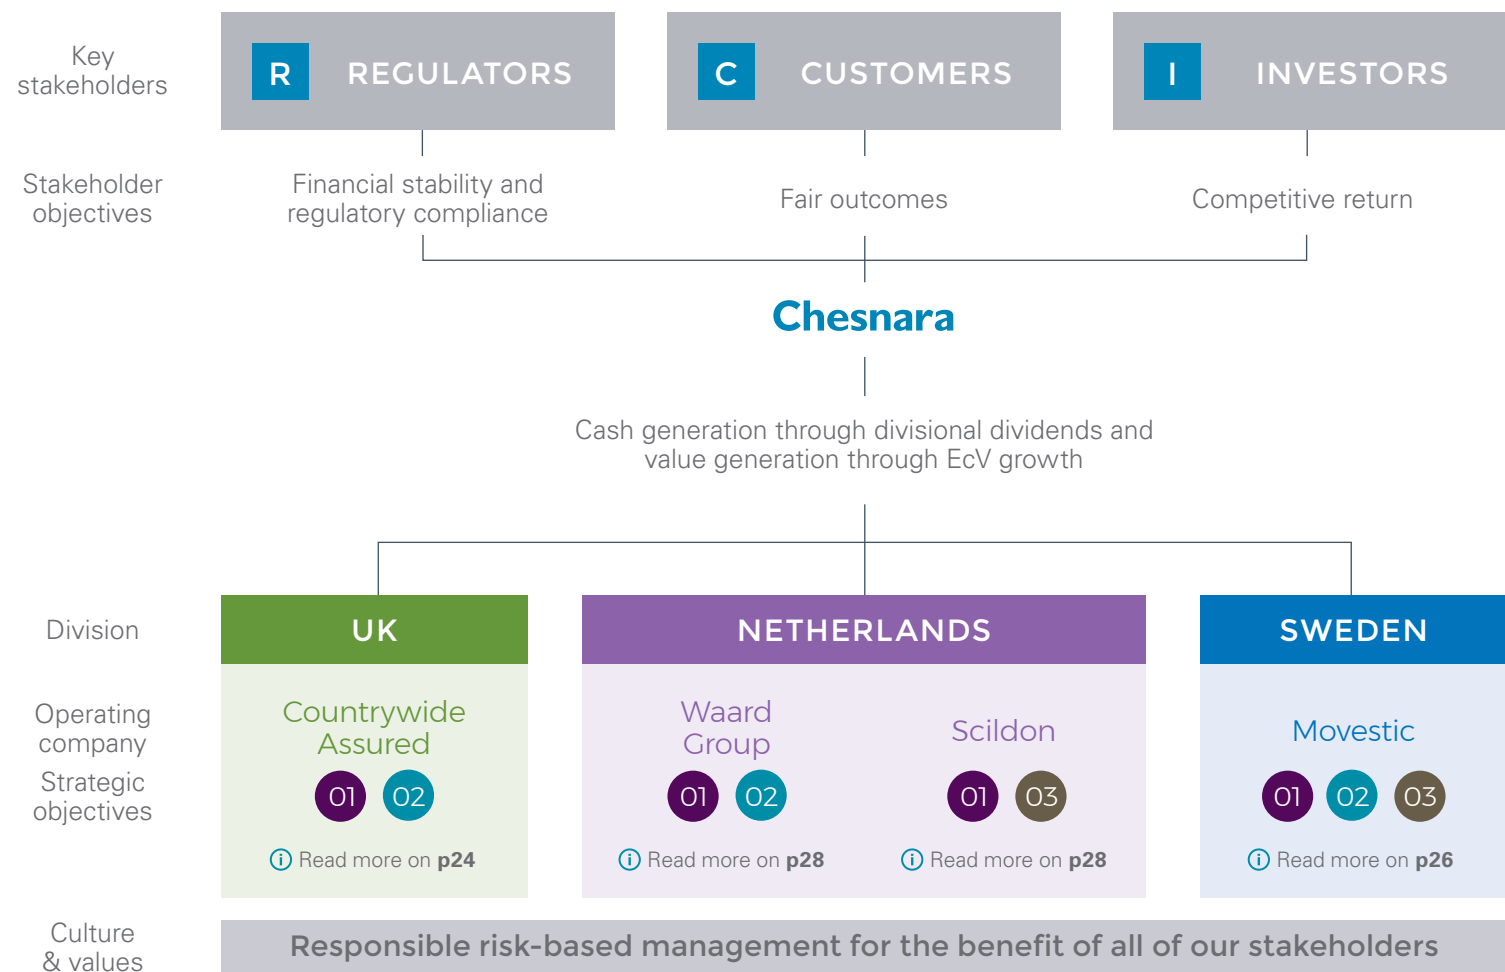 Key
stakeholders
R REGULATORS
C CUSTOMERS
I INVESTORS
Stakeholder
objectives
Financial stability and
regulatory compliance
Fair outcomes
Competitive return
Chesnara
Cash generation through divisional dividends and
value generation through EcV growth
Division
UK
NETHERLANDS
SWEDEN
Operating
company
Countrywide
Assured
Waard
Group
Scildon
Movestic
Strategic
objectives
01 02
01 02
01 03
01 02 03
i Read more on p24
i Read more on p28
i Read more on p28
i Read more on p26
Culture
& values
Responsible risk-based management for the benefit of all of our stakeholders